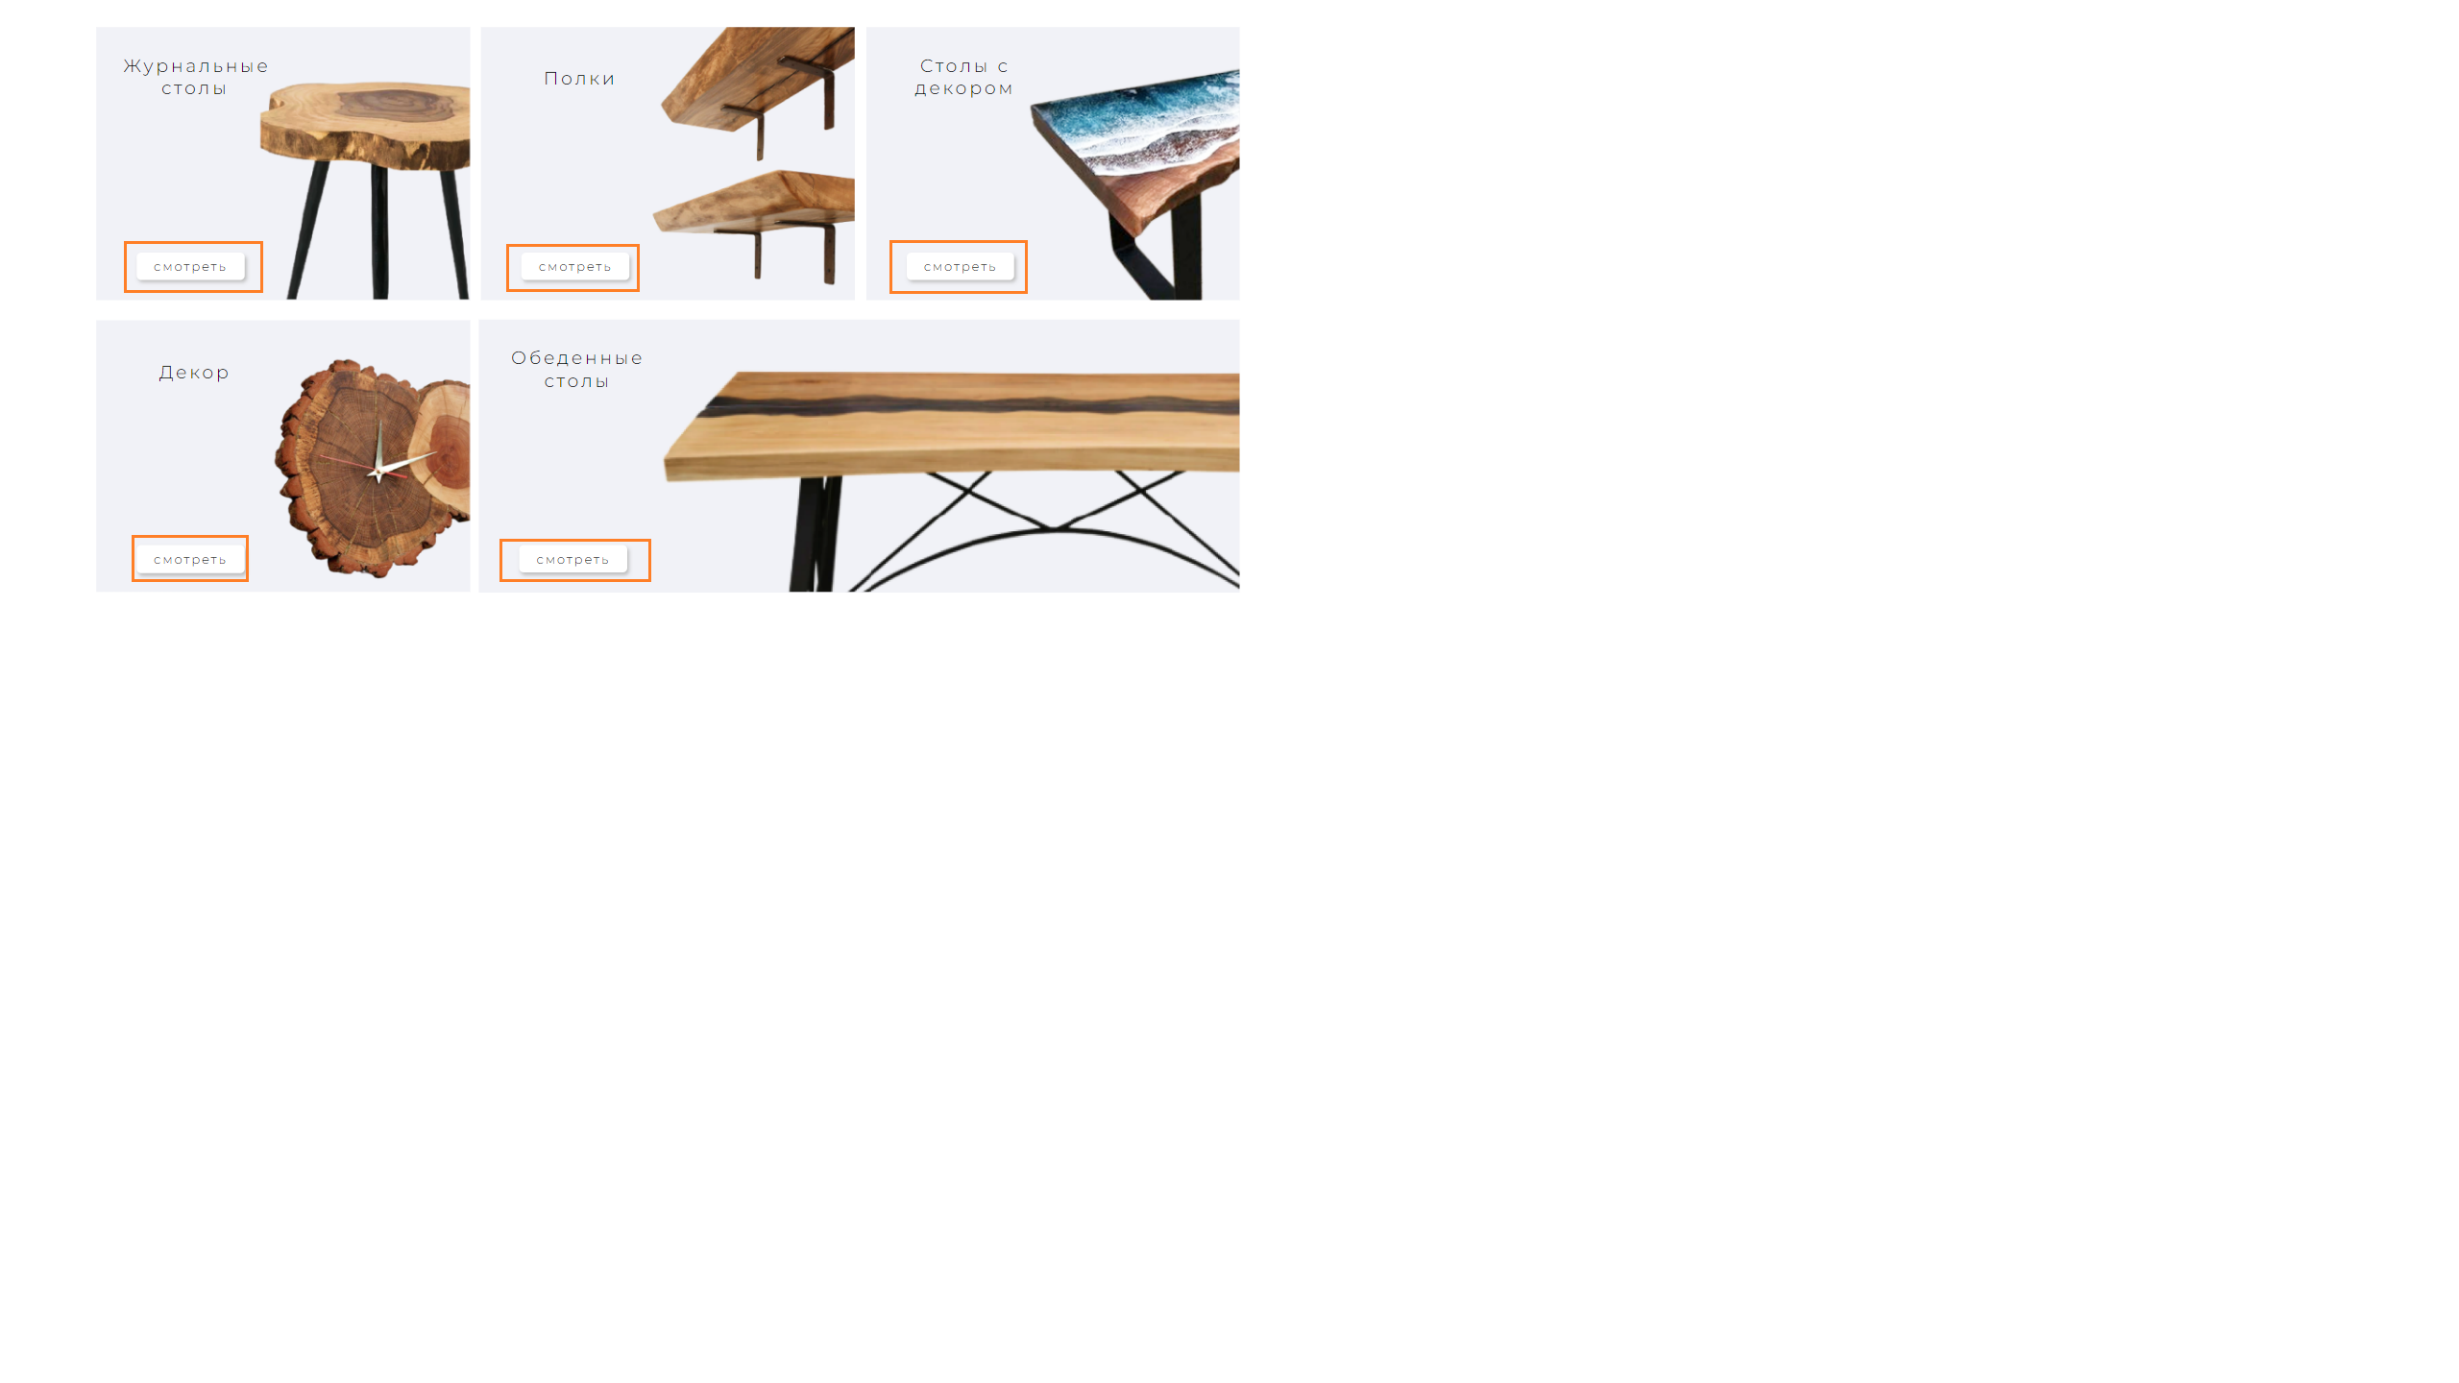 Журнальные
столы
смотреть
Полки
смотреть
Столы с
декором
смотреть
Декор
смотреть
Обеденные
столы
смотреть